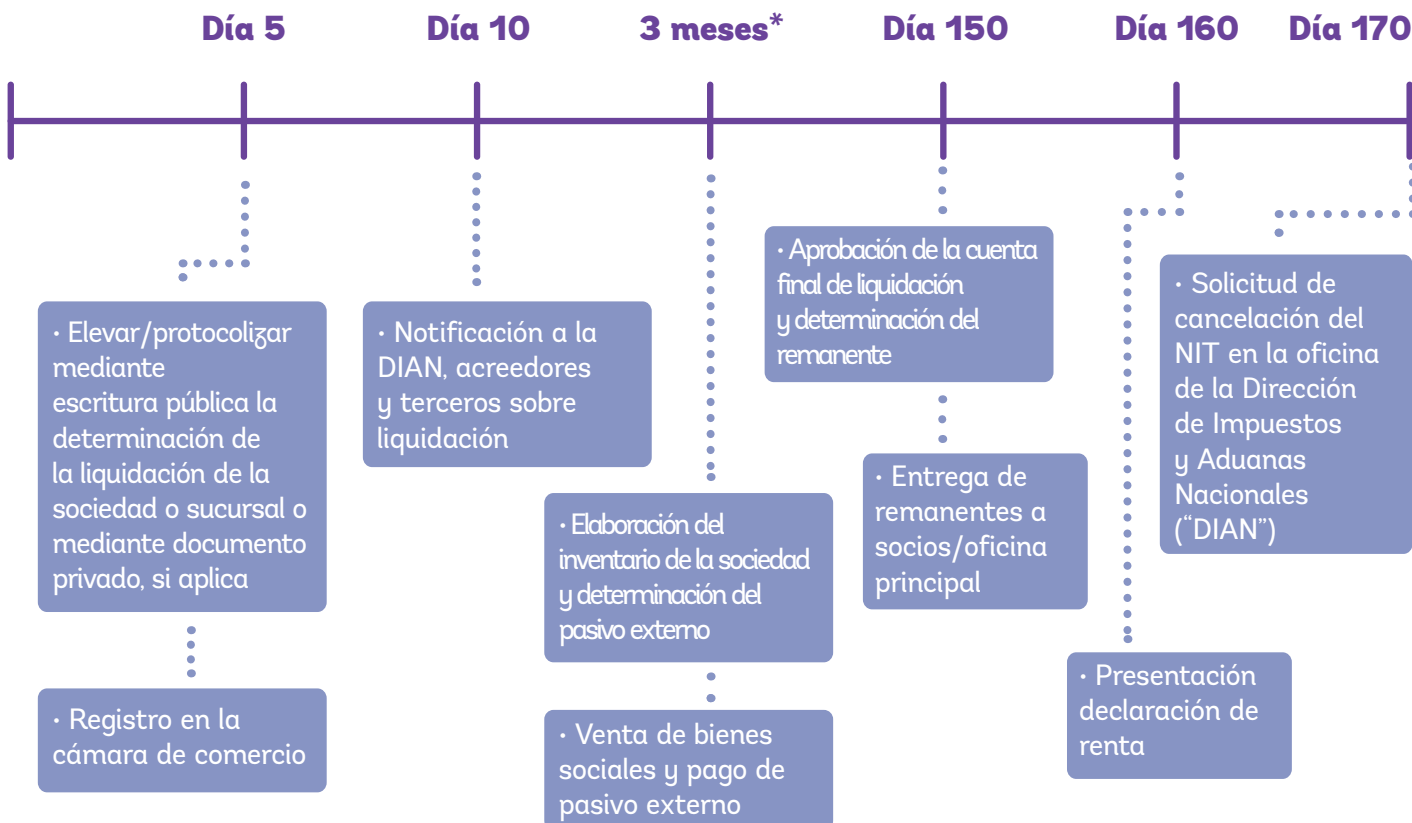 Día 5
Día 10
3 meses*
Día 150
Día 160
Día 170
· Elevar/protocolizar
mediante
escritura pública la
determinación de
la liquidación de la
sociedad o sucursal o
mediante documento
privado, si aplica
· Registro en la
cámara de comercio
· Notificación a la
DIAN, acreedores
y terceros sobre
liquidación
· Elaboración del
inventario de la sociedad
y determinación del
pasivo externo
· Venta de bienes
sociales y pago de
pasivo externo
· Aprobación de la cuenta
final de liquidación
y determinación del
remanente
· Entrega de
remanentes a
socios/oficina
principal
· Presentación
declaración de
renta
· Solicitud de
cancelación del
NIT en la oficina
de la Dirección
de Impuestos
y Aduanas
Nacionales
(“DIAN”)